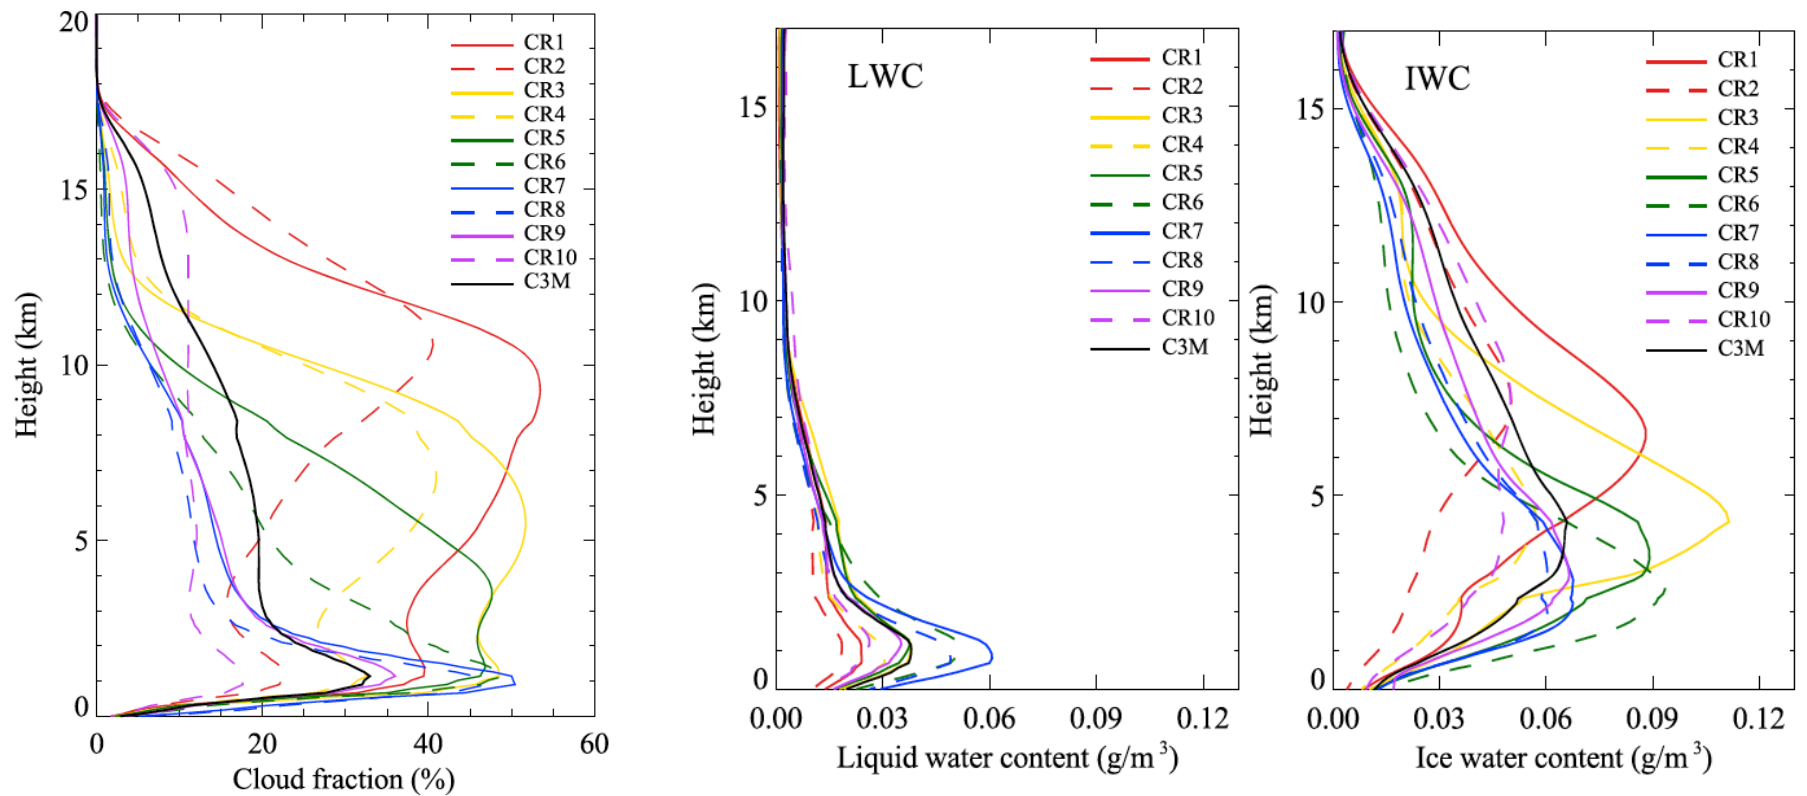 20
15
10
5
0
Height (km)
CR1
CR2
CR3
CR4
CR5
CR6
CR7
CR8
CR9
CR10
C3M
0
20
40
60
Cloud fraction (%)
LWC
15
10
5
0
Height (km)
CR1
CR2
CR3
CR4
CR5
CR6
CR7
CR8
CR9
CR10
C3M
0.00
0.03
0.06
0.09
0.12
Liquid water content (g/m³)
IWC
15
10
5
0
Height (km)
CR1
CR2
CR3
CR4
CR5
CR6
CR7
CR8
CR9
CR10
C3M
0.00
0.03
0.06
0.09
0.12
Ice water content (g/m³)